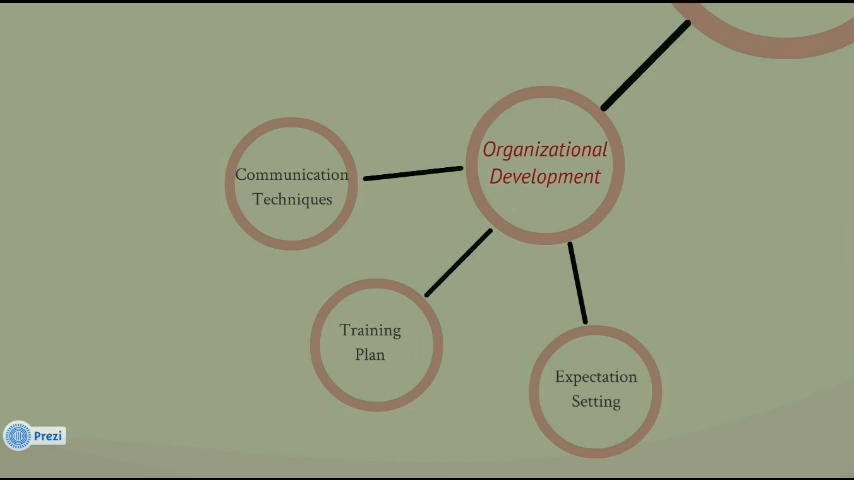 Organizational
Development
Communication
Techniques
Training
Plan
Expectation
Setting
Prezi